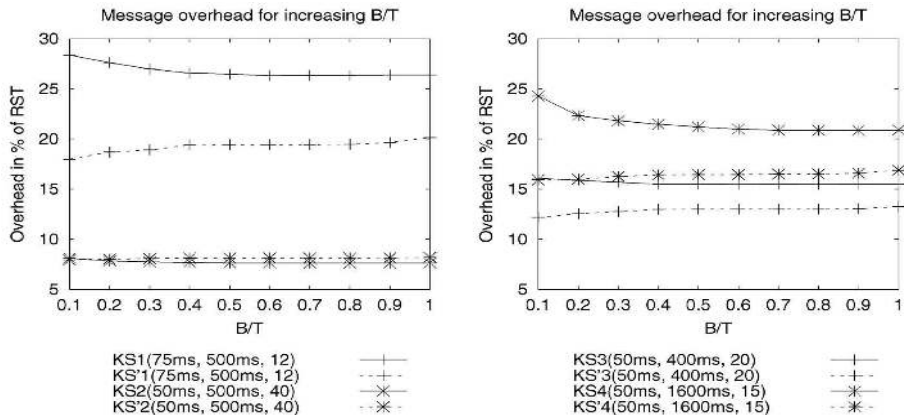 Message overhead for increasing B/T
Overhead in % of RST
30
25
20
15
10
5
0.1 0.2 0.3 0.4 0.5 0.6 0.7 0.8 0.9 1
B/T
KS1(75ms, 500ms, 12)
KS'1(75ms, 500ms, 12)
KS2(50ms, 500ms, 40)
KS'2(50ms, 500ms, 40)
Message overhead for increasing B/T
Overhead in % of RST
30
25
20
15
10
5
0.1 0.2 0.3 0.4 0.5 0.6 0.7 0.8 0.9 1
B/T
KS3(50ms, 400ms, 20)
KS'3(50ms, 400ms, 20)
KS4(50ms, 1600ms, 15)
KS'4(50ms, 1600ms, 15)